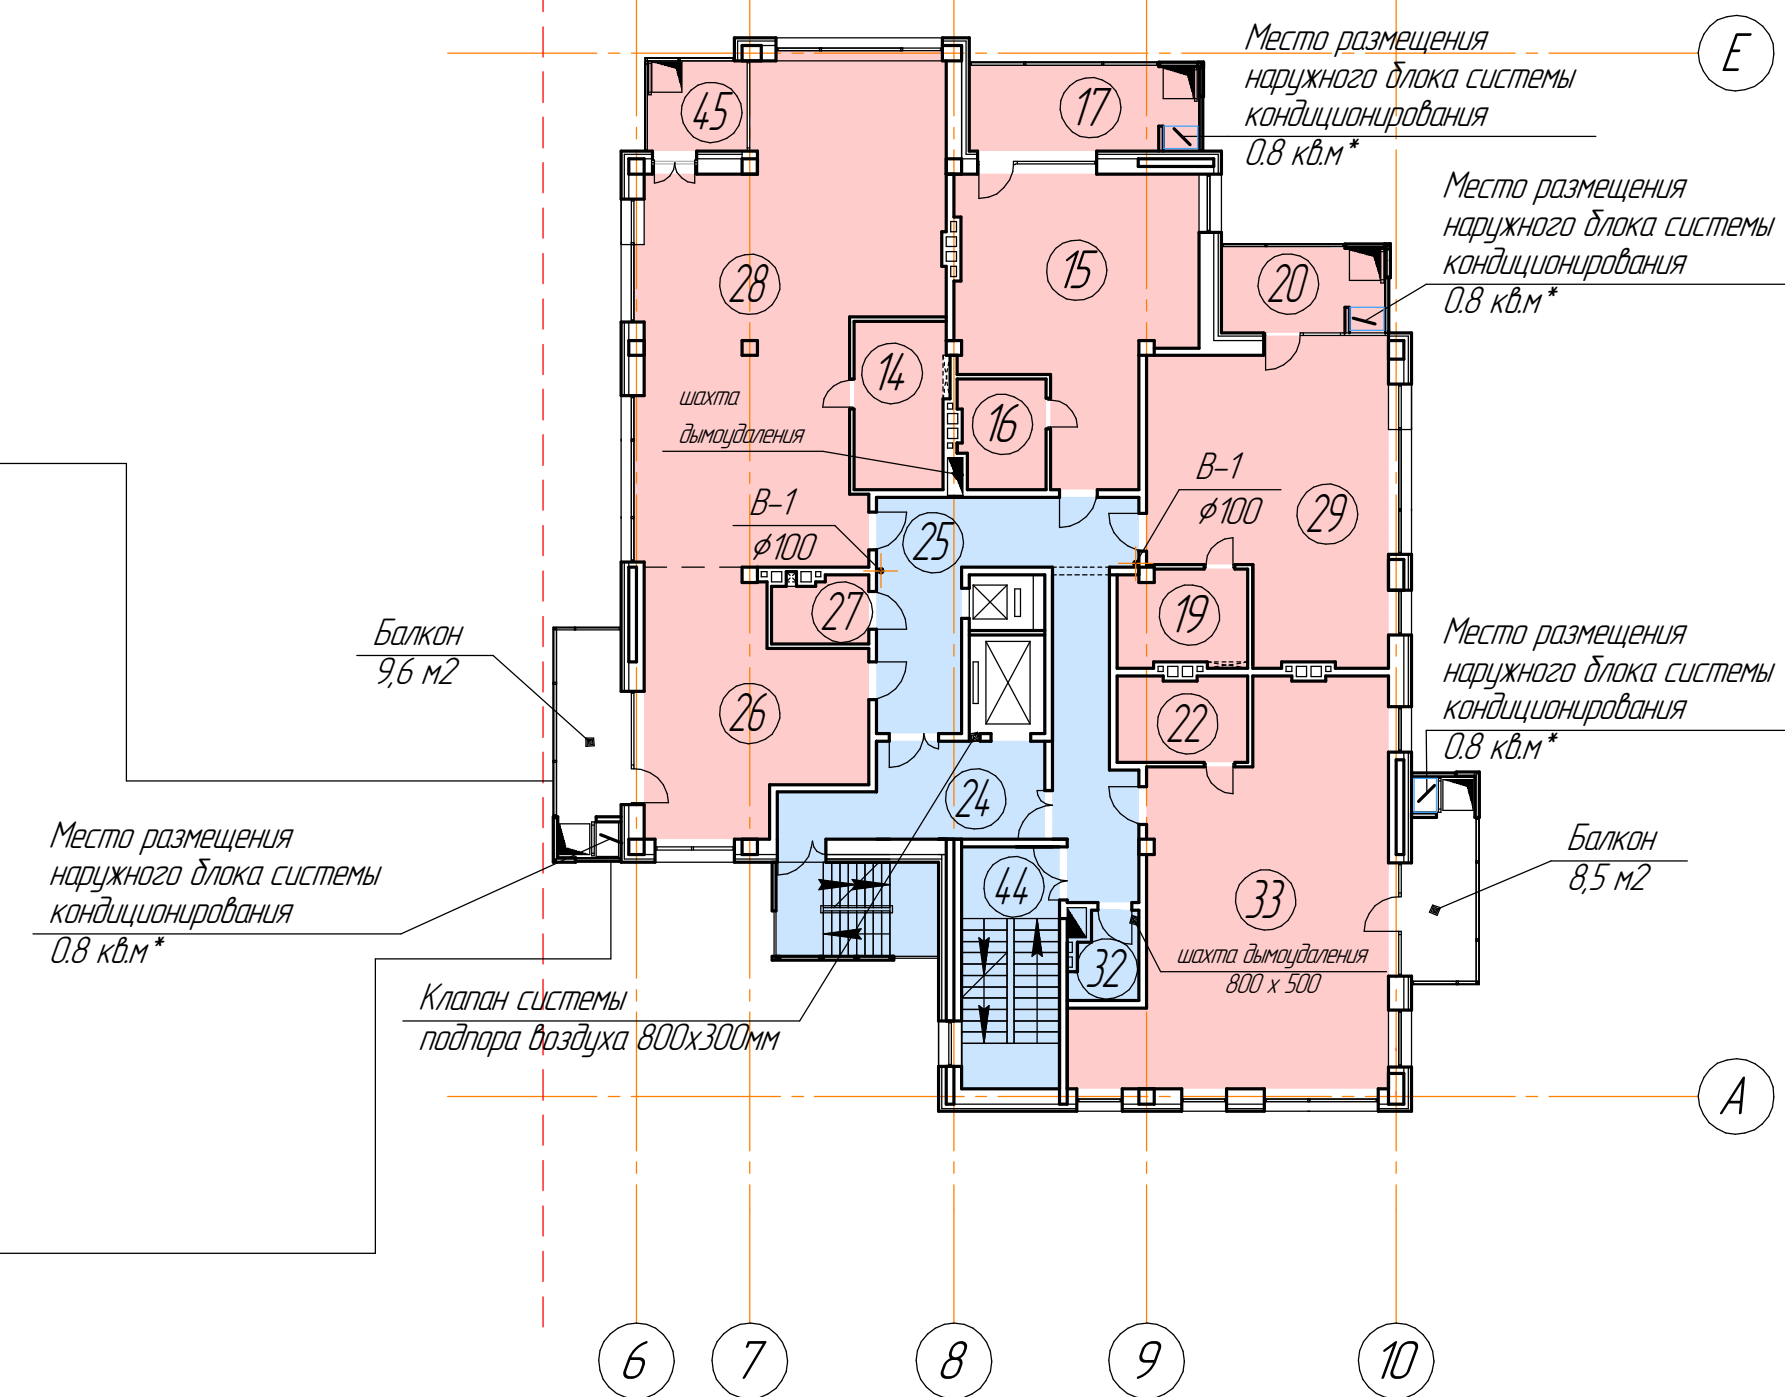 Место размещения
наружного блока системы
кондиционирования
0.8 кв.м*
Е
45
17
Место размещения
наружного блока системы
кондиционирования
0.8 кв.м*
28
15
20
14
16
шахта
дымоудаления
В-1
ϕ100
В-1
ϕ100
25
29
27
19
Балкон
9,6 м2
26
22
Место размещения
наружного блока системы
кондиционирования
0.8 кв.м*
24
Место размещения
наружного блока системы
кондиционирования
0.8 кв.м*
Балкон
8,5 м2
44
33
32
шахта дымоудаления
800 х 500
Клапан системы
подпора воздуха 800х300мм
А
6
7
8
9
10